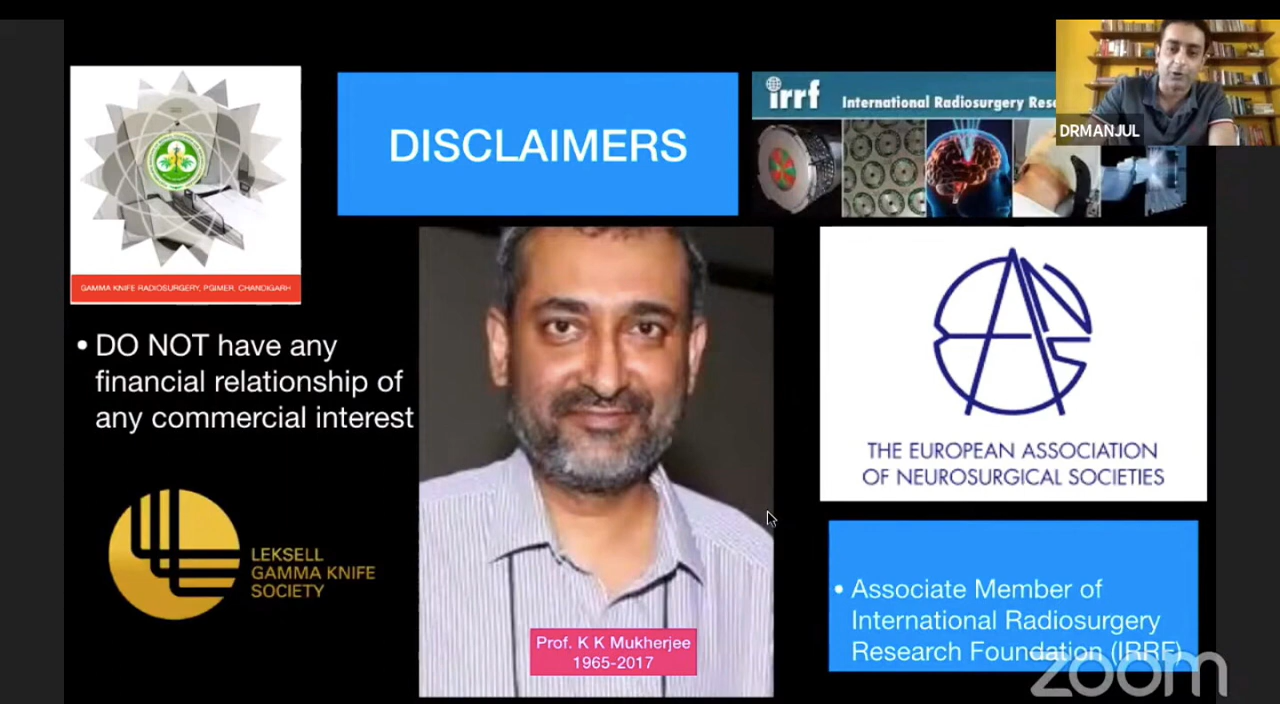 DISCLAIMERS
irrf
International Radiosurgery Res
DRMANJUL
GAMMA KNIFE RADIOSURGERY, PGIMER, CHANDIGARH
• DO NOT have any
financial relationship of
any commercial interest
EANS
THE EUROPEAN ASSOCIATION
OF NEUROSURGICAL SOCIETIES
LEKSELL
GAMMA KNIFE
SOCIETY
Prof. K K Mukherjee
1965-2017
• Associate Member of
International Radiosurgery
Research Foundation (IRRF)
zoom